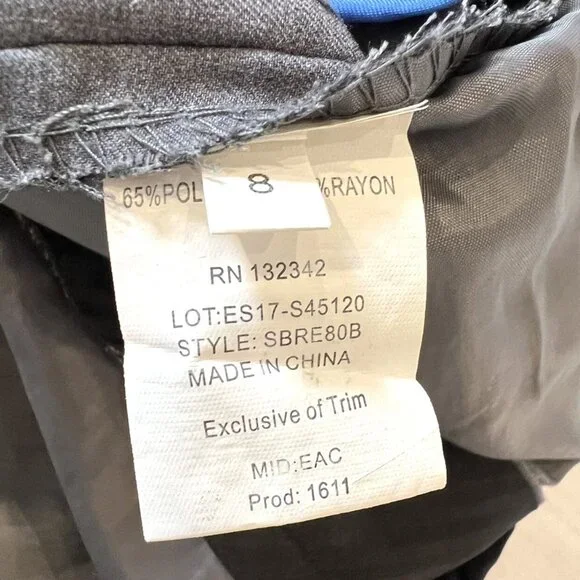 65%POL 8 %RAYON
RN 132342
LOT:ES17-S45120
STYLE: SBRE80B
MADE IN CHINA
Exclusive of Trim
MID:EAC
Prod: 1611